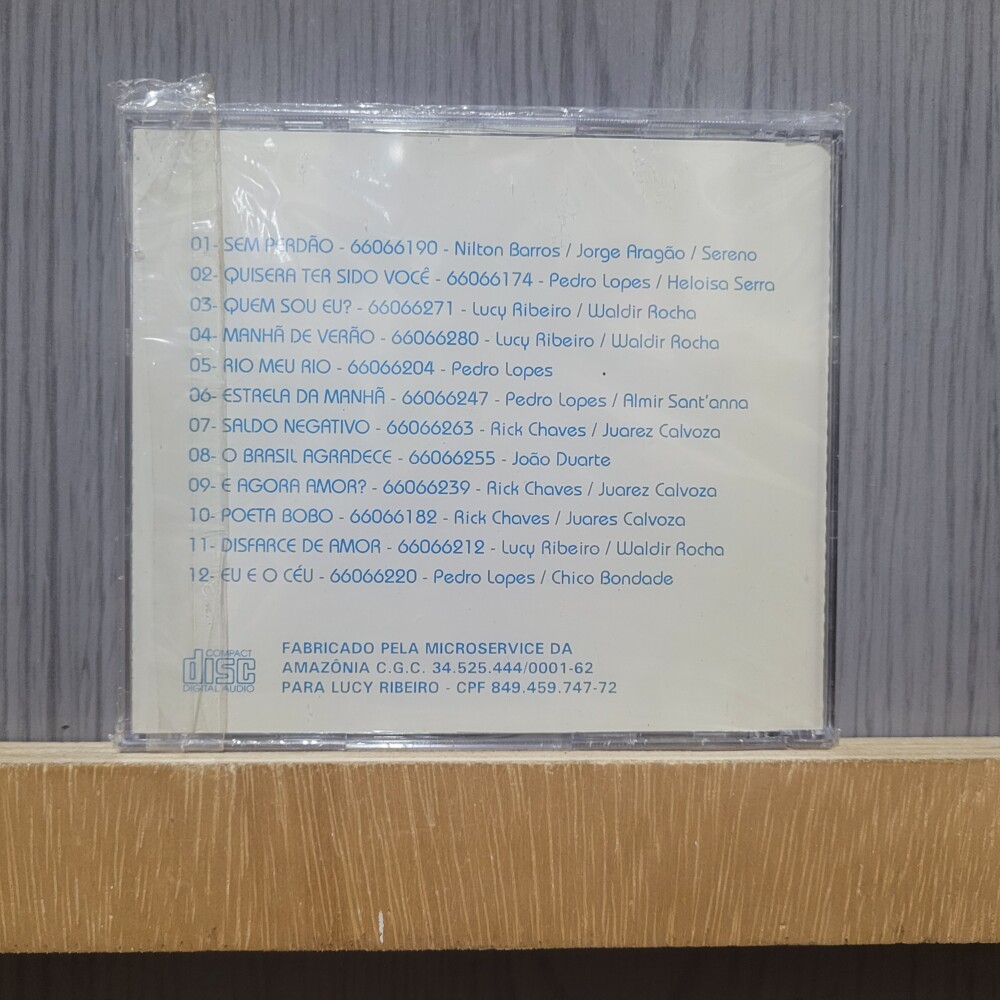 01- SEM PERDÃO - 66066190 - Nilton Barros / Jorge Aragão / Sereno
02- QUISERA TER SIDO VOCÊ - 66066174 - Pedro Lopes / Heloisa Serra
03- QUEM SOU EU? - 66066271 - Lucy Ribeiro / Waldir Rocha
04- MANHÃ DE VERÃO - 66066280 - Lucy Ribeiro / Waldir Rocha
05- RIO MEU RIO - 66066204 - Pedro Lopes
06- ESTRELA DA MANHÃ - 66066247 - Pedro Lopes / Almir Sant'anna
07- SALDO NEGATIVO - 66066263 - Rick Chaves / Juarez Calvoza
08- O BRASIL AGRADECE - 66066255 - João Duarte
09- E AGORA AMOR? - 66066239 - Rick Chaves / Juarez Calvoza
10- POETA BOBO - 66066182 - Rick Chaves / Juares Calvoza
11- DISFARCE DE AMOR - 66066212 - Lucy Ribeiro / Waldir Rocha
12- EU E O CÉU - 66066220 - Pedro Lopes / Chico Bondade
COMPACT
disc
DIGITAL AUDIO
FABRICADO PELA MICROSERVICE DA
AMAZÔNIA C.G.C. 34.525.444/0001-62
PARA LUCY RIBEIRO - CPF 849.459.747-72